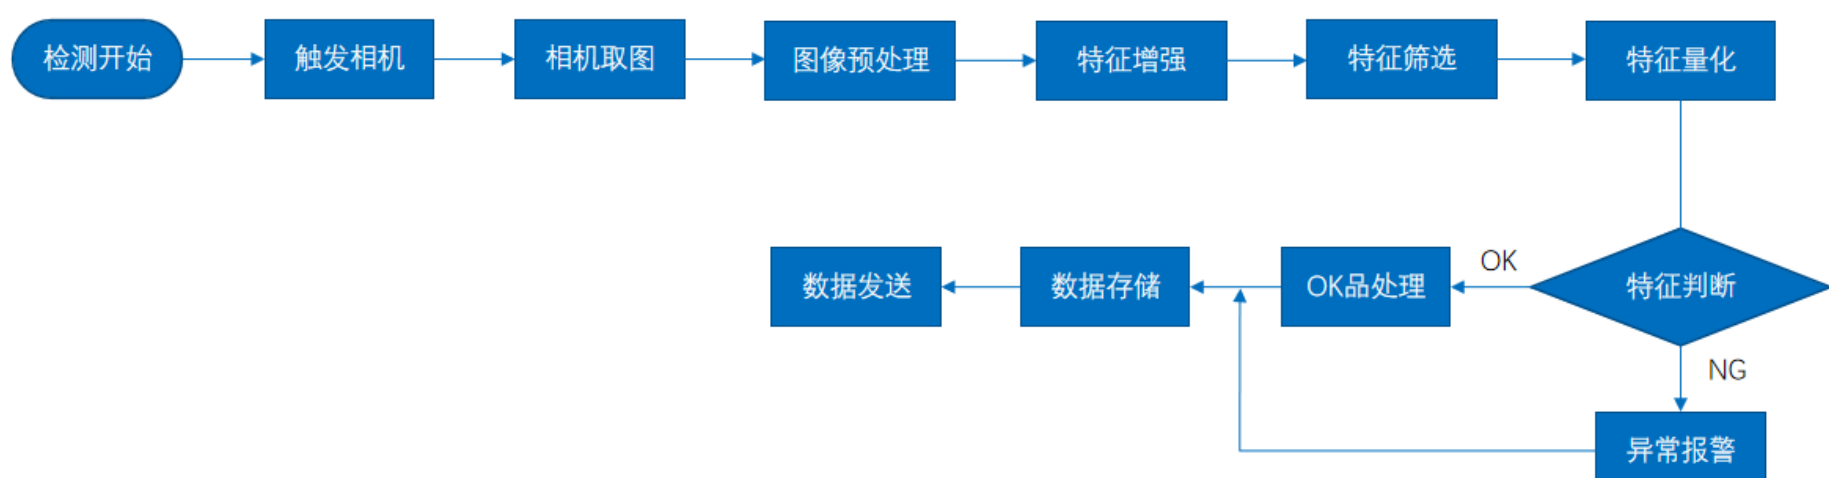 检测开始
触发相机
相机取图
图像预处理
特征增强
特征筛选
特征量化
数据发送
数据存储
OK品处理
OK
特征判断
NG
异常报警